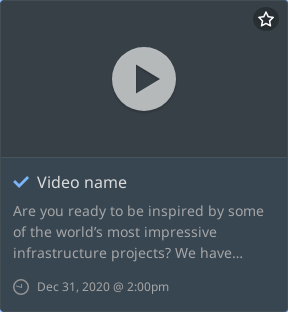 Video name
Are you ready to be inspired by some
of the world’s most impressive
infrastructure projects? We have...
Dec 31, 2020 @ 2:00pm